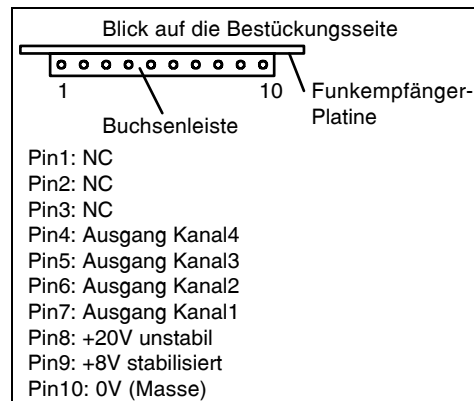 Blick auf die Bestückungsseite
1
10
Funkempfänger-
Platine
Buchsenleiste
Pin1: NC
Pin2: NC
Pin3: NC
Pin4: Ausgang Kanal4
Pin5: Ausgang Kanal3
Pin6: Ausgang Kanal2
Pin7: Ausgang Kanal1
Pin8: +20V unstabil
Pin9: +8V stabilisiert
Pin10: 0V (Masse)